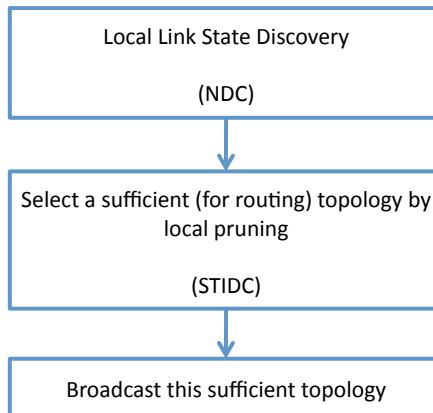 Local Link State Discovery
(NDC)
Select a sufficient (for routing) topology by
local pruning
(STIDC)
Broadcast this sufficient topology